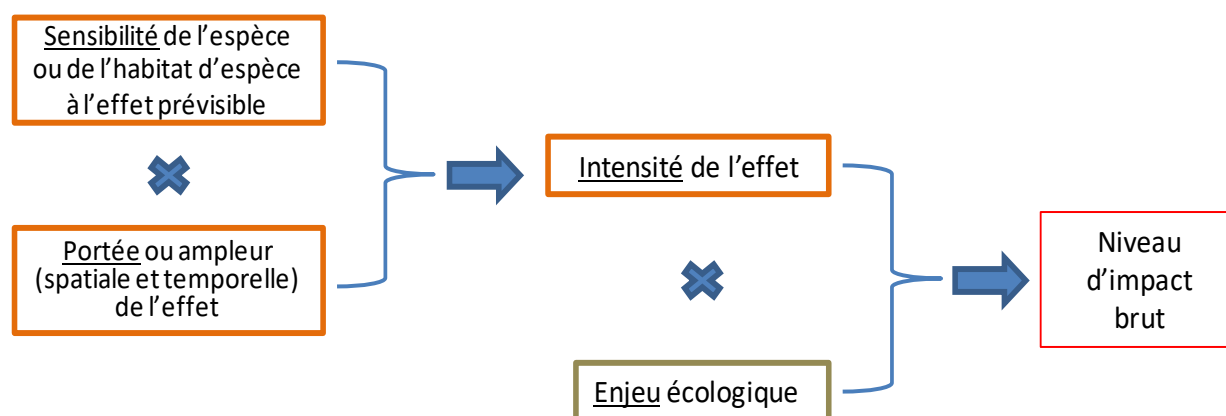 Sensibilité de l’espèce
ou de l’habitat d’espèce
à l’effet prévisible
Portée ou ampleur
(spatiale et temporelle)
de l’effet
Intensité de l’effet
Enjeu écologique
Niveau
d’impact
brut